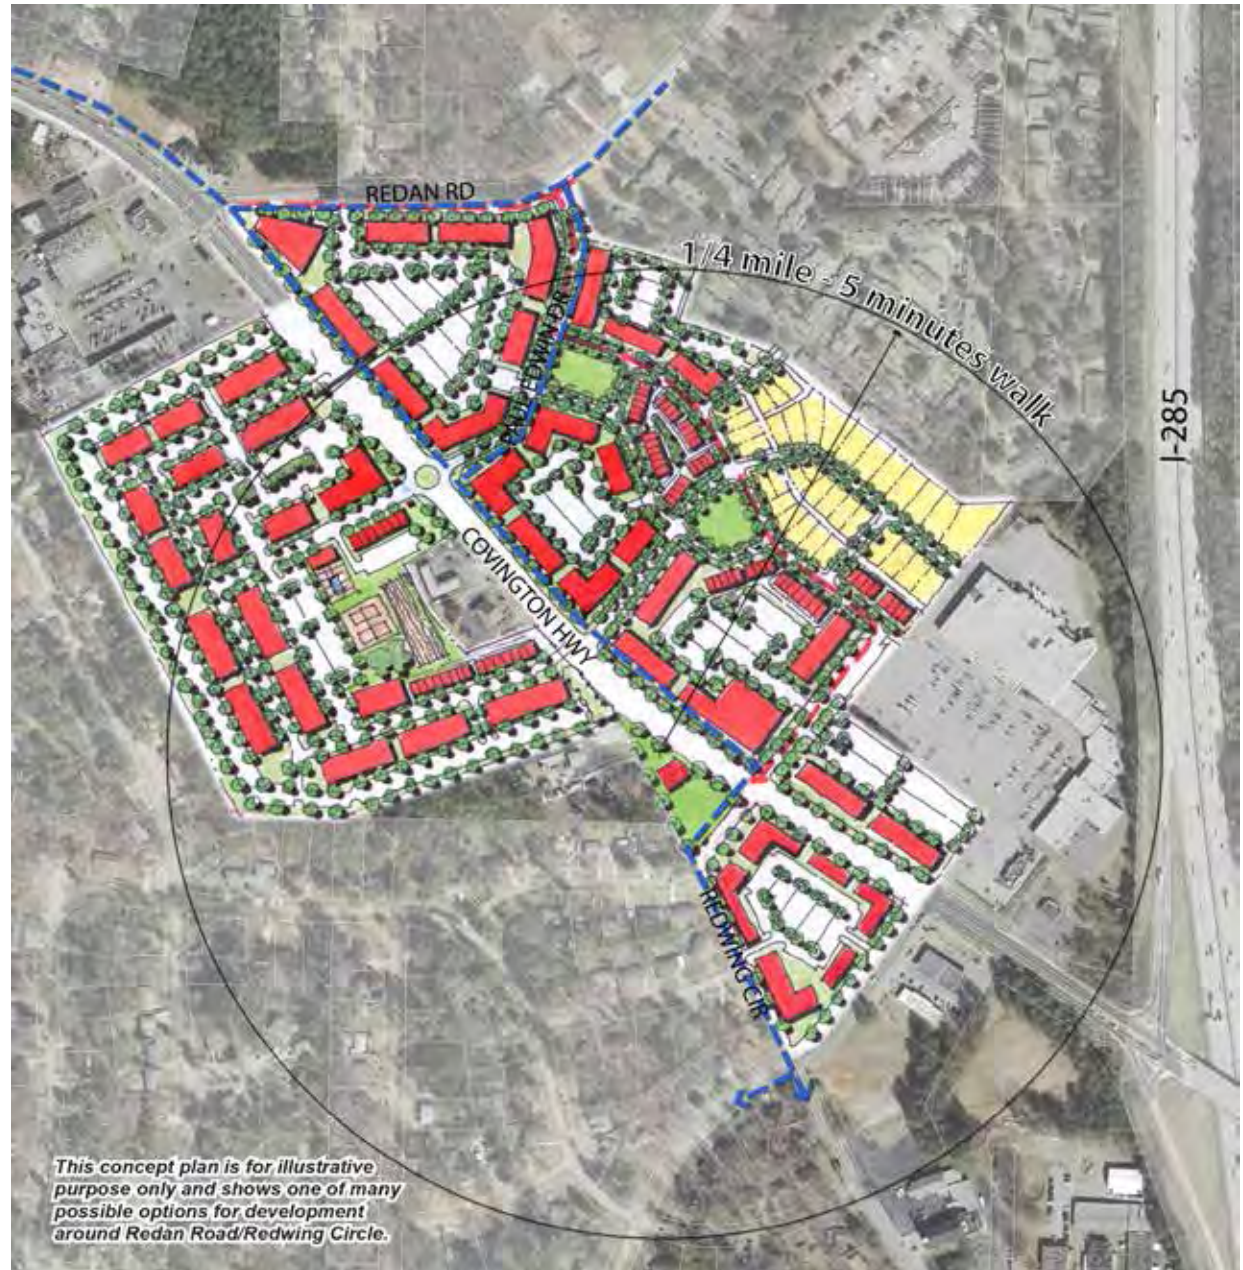 REDAN RD
1/4 mile - 5 minutes walk
I-285
COVINGTON HWY
REDWING CIR
This concept plan is for illustrative
purpose only and shows one of many
possible options for development
around Redan Road/Redwing Circle.